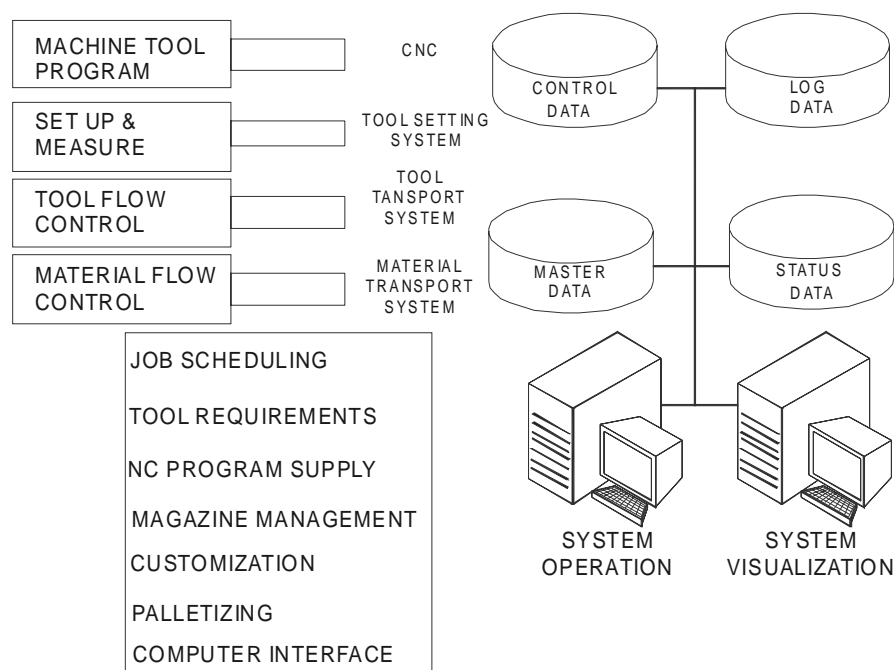 MACHINE TOOL
PROGRAM
CNC
SET UP &
MEASURE
TOOL SETTING
SYSTEM
TOOL FLOW
CONTROL
TOOL
TANSPORT
SYSTEM
MATERIAL FLOW
CONTROL
MATERIAL
TRANSPORT
SYSTEM
CONTROL
DATA
LOG
DATA
MASTER
DATA
STATUS
DATA
JOB SCHEDULING
TOOL REQUIREMENTS
NC PROGRAM SUPPLY
MAGAZINE MANAGEMENT
CUSTOMIZATION
PALLETIZING
COMPUTER INTERFACE
SYSTEM
OPERATION
SYSTEM
VISUALIZATION